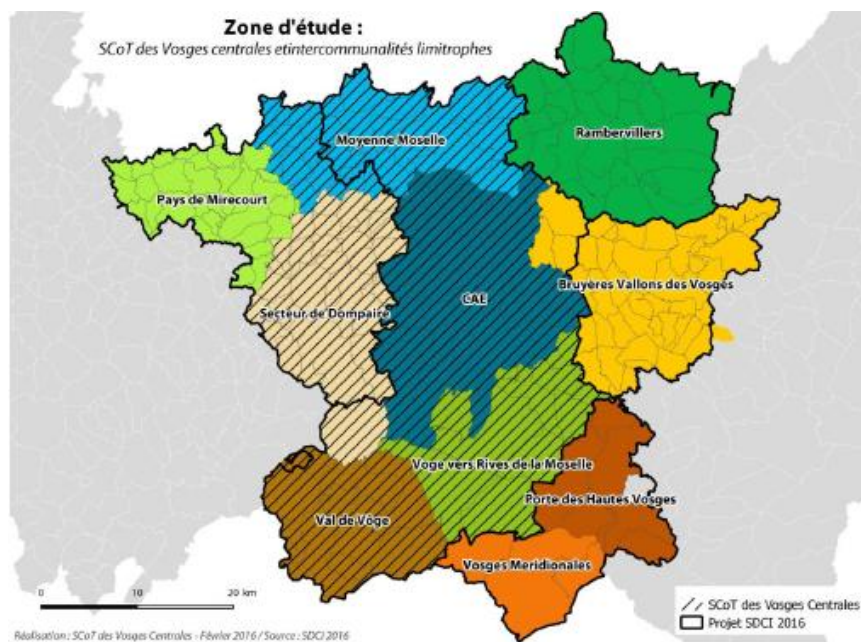 Zone d'étude :
SCoT des Vosges centrales etintercommunalités limitrophes
Moyenne Moselle
Rambervillers
Pays de Mirecourt
Bruyères Vallons des Vosges
CAE
Secteur de Dompaire
Voge vers Rives de la Moselle
Porte des Hautes Vosges
Val de Vôge
Vosges Meridionales
0 10 20 km
SCoT des Vosges Centrales
Projet SDCI 2016
Réalisation : SCoT des Vosges Centrales - Février 2016 / Source : SDCI 2016